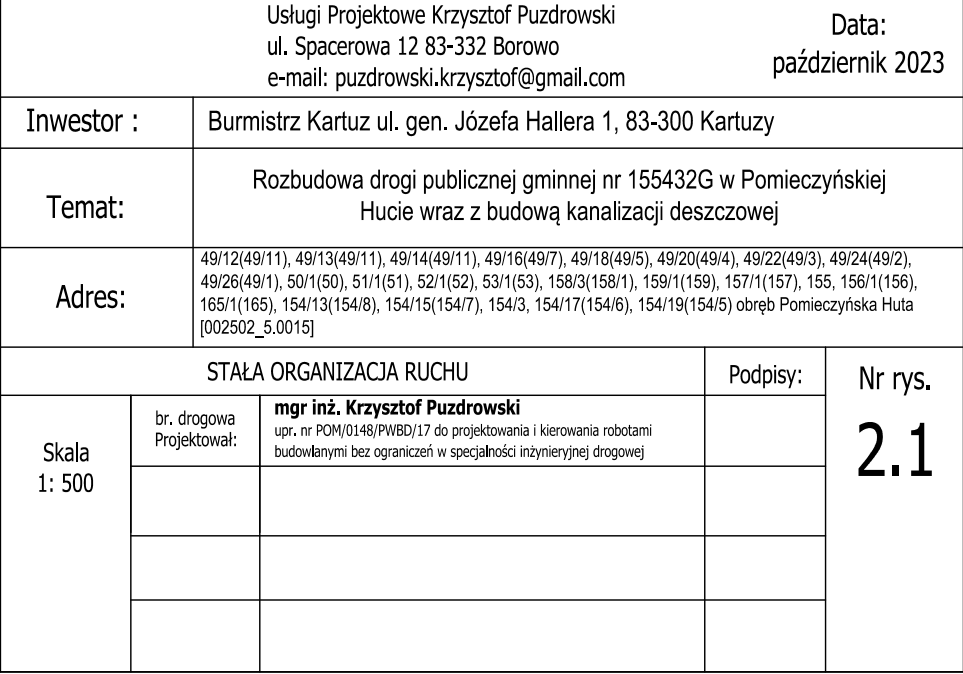 Usługi Projektowe Krzysztof Puzdrowski
ul. Spacerowa 12 83-332 Borowo
e-mail: puzdrowski.krzysztof@gmail.com
Data:
październik 2023
Inwestor :
Burmistrz Kartuz ul. gen. Józefa Hallera 1, 83-300 Kartuzy
Temat:
Rozbudowa drogi publicznej gminnej nr 155432G w Pomieczyńskiej
Hucie wraz z budową kanalizacji deszczowej
Adres:
49/12(49/11), 49/13(49/11), 49/14(49/11), 49/16(49/7), 49/18(49/5), 49/20(49/4), 49/22(49/3), 49/24(49/2),
49/26(49/1), 50/1(50), 51/1(51), 52/1(52), 53/1(53), 158/3(158/1), 159/1(159), 157/1(157), 155, 156/1(156),
165/1(165), 154/13(154/8), 154/15(154/7), 154/3, 154/17(154/6), 154/19(154/5) obręb Pomieczyńska Huta
[002502_5.0015]
STAŁA ORGANIZACJA RUCHU
Podpisy:
Nr rys.
2.1
Skala
1: 500
br. drogowa
Projektował:
mgr inż. Krzysztof Puzdrowski
upr. nr POM/0148/PWBD/17 do projektowania i kierowania robotami
budowlanymi bez ograniczeń w specjalności inżynieryjnej drogowej